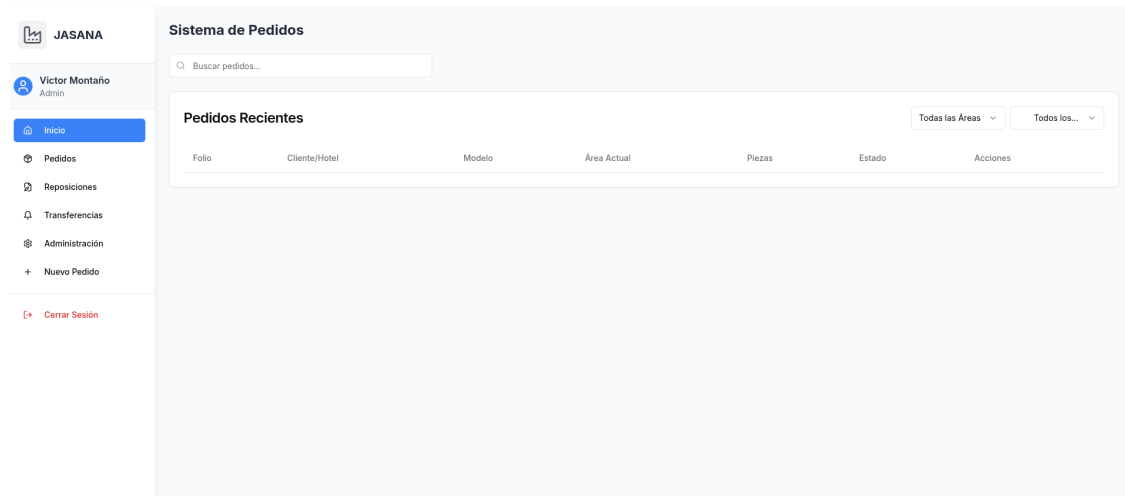 JASANA
Victor Montaño
Admin
Inicio
Pedidos
Reposiciones
Transferencias
Administración
Nuevo Pedido
Cerrar Sesión
Sistema de Pedidos
Buscar pedidos...
Pedidos Recientes
Todas las Áreas
Todos los...
Folio Cliente/Hotel Modelo Área Actual Piezas Estado Acciones